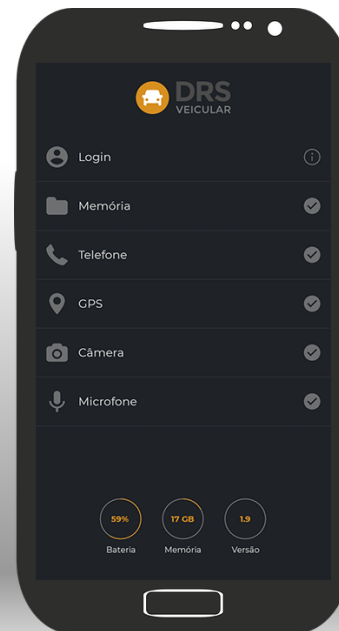 DRS
VEICULAR
Login
Memória
Telefone
GPS
Câmera
Microfone
59% 17 GB 1.9
Bateria Memória Versão